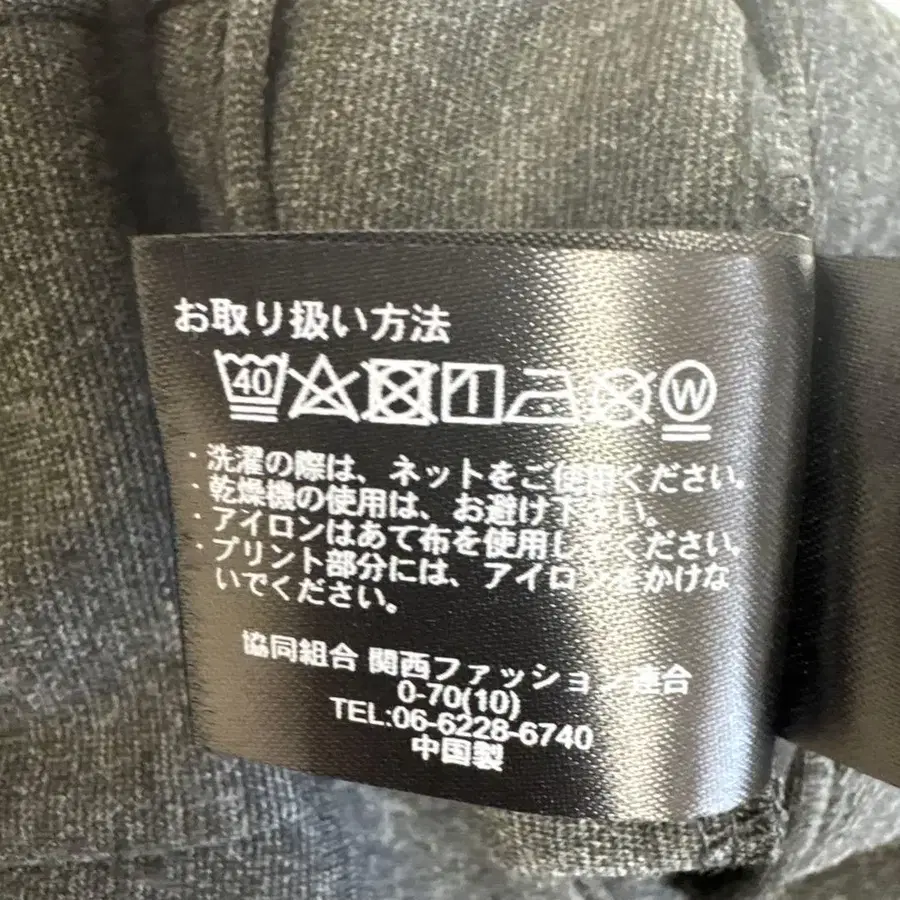 お取り扱い方法
40 W
・洗濯の際は、ネットをご使用ください。
・乾燥機の使用は、お避け下さい。
・アイロンはあて布を使用してください。
・プリント部分には、アイロンをかけな
いでください。
協同組合 関西ファッション連合
0-70(10)
TEL:06-6228-6740
中国製